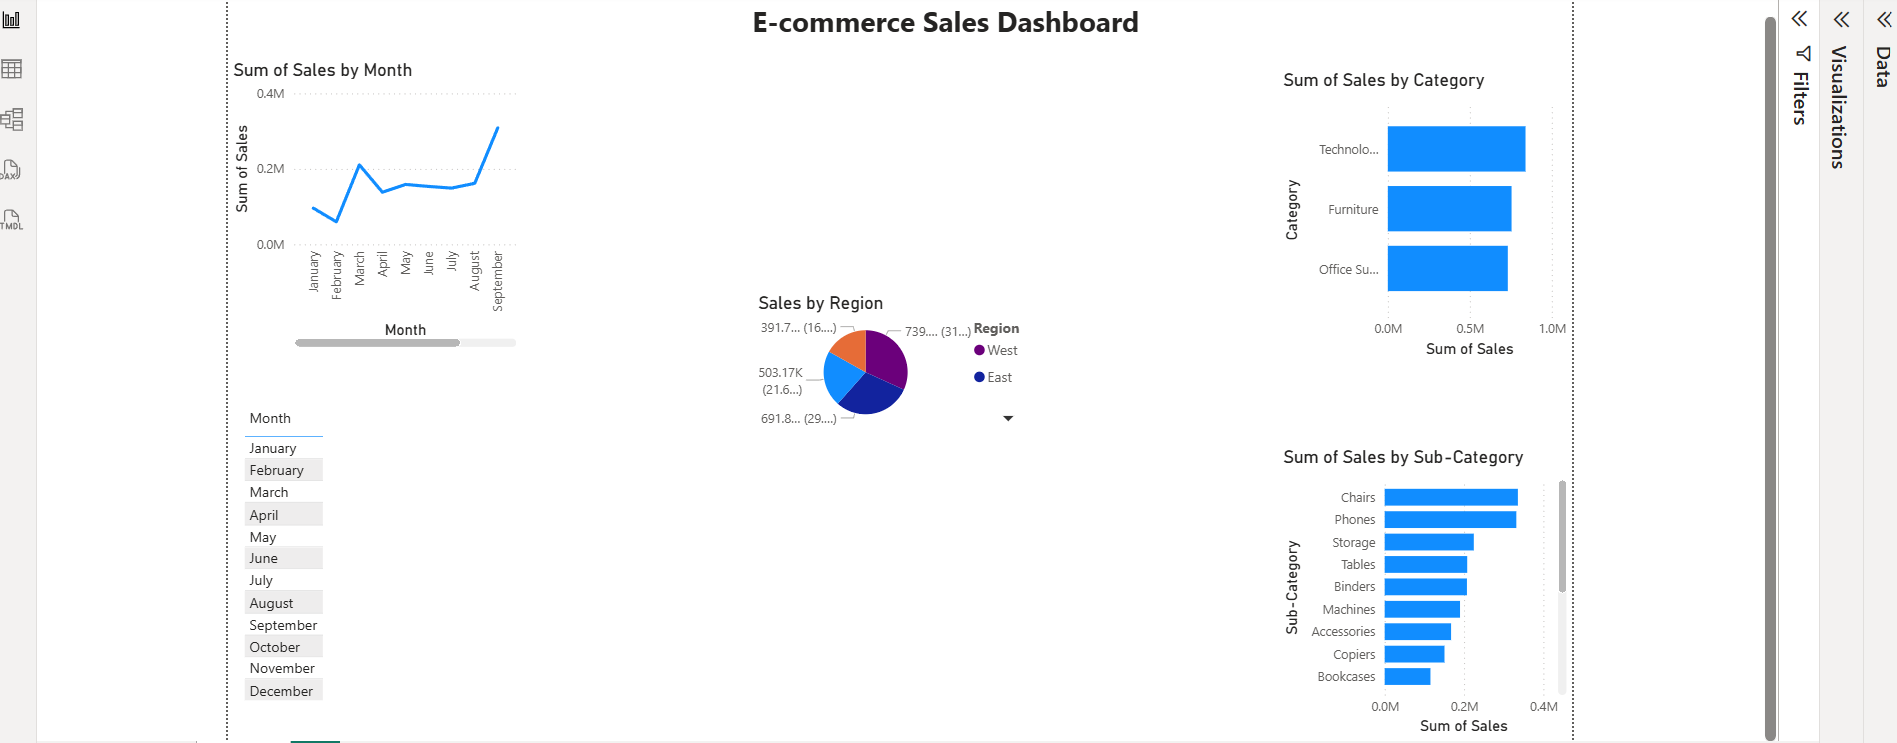 E-commerce Sales Dashboard
Sum of Sales by Month
0.4M
0.2M
0.0M
Sum of Sales
January
February
March
April
May
June
July
August
September
Month
Month
January
February
March
April
May
June
July
August
September
October
November
December
Sales by Region
391.7... (16....)
739.... (31...)
503.17K
(21.6...)
691.8... (29....)
Region
West
East
Sum of Sales by Category
Category
Technolo...
Furniture
Office Su...
0.0M 0.5M 1.0M
Sum of Sales
Sum of Sales by Sub-Category
Sub-Category
Chairs
Phones
Storage
Tables
Binders
Machines
Accessories
Copiers
Bookcases
0.0M 0.2M 0.4M
Sum of Sales
Filters
Visualizations
Data
DAX
TMDL